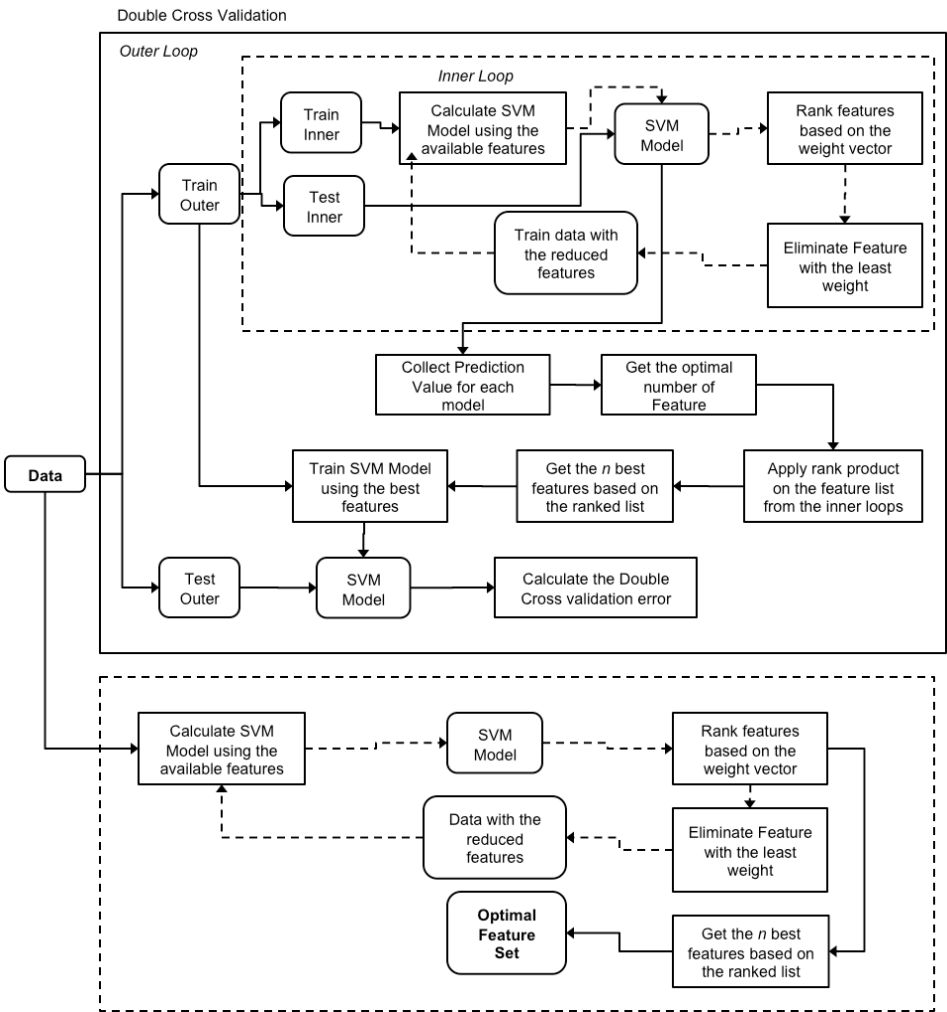 Double Cross Validation
Outer Loop
Inner Loop
Train
Inner
Calculate SVM
Model using the
available features
SVM
Model
Rank features
based on the
weight vector
Train
Outer
Test
Inner
Train data with
the reduced
features
Eliminate Feature
with the least
weight
Collect Prediction
Value for each
model
Get the optimal
number of
Feature
Data
Train SVM Model
using the best
features
Get the n best
features based on
the ranked list
Apply rank product
on the feature list
from the inner loops
Test
Outer
SVM
Model
Calculate the Double
Cross validation error
Calculate SVM
Model using the
available features
SVM
Model
Rank features
based on the
weight vector
Data with the
reduced
features
Eliminate Feature
with the least
weight
Optimal
Feature
Set
Get the n best
features based on
the ranked list